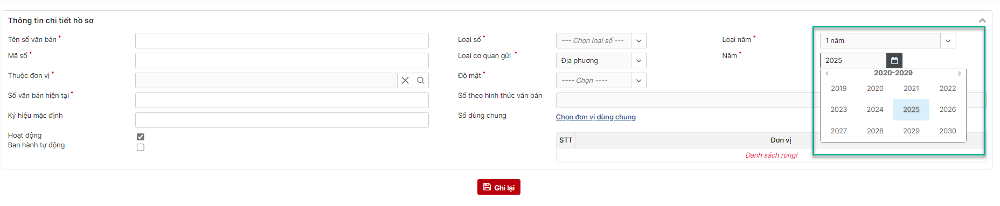 Thông tin chi tiết hồ sơ
Tên sổ văn bản *
Loại sổ *
--- Chọn loại sổ ---
Loại năm *
1 năm
Mã sổ *
Loại cơ quan gửi *
Địa phương
Năm *
2025
Thuộc đơn vị *
Độ mật *
---- Chọn ----
2020-2029
2019 2020 2021 2022
2023 2024 2025 2026
2027 2028 2029 2030
Số văn bản hiện tại *
Sổ theo hình thức văn bản
Ký hiệu mặc định
Sổ dùng chung
Chọn đơn vị dùng chung
Hoạt động
Ban hành tự động
STT Đơn vị
Danh sách rỗng!
Ghi lại